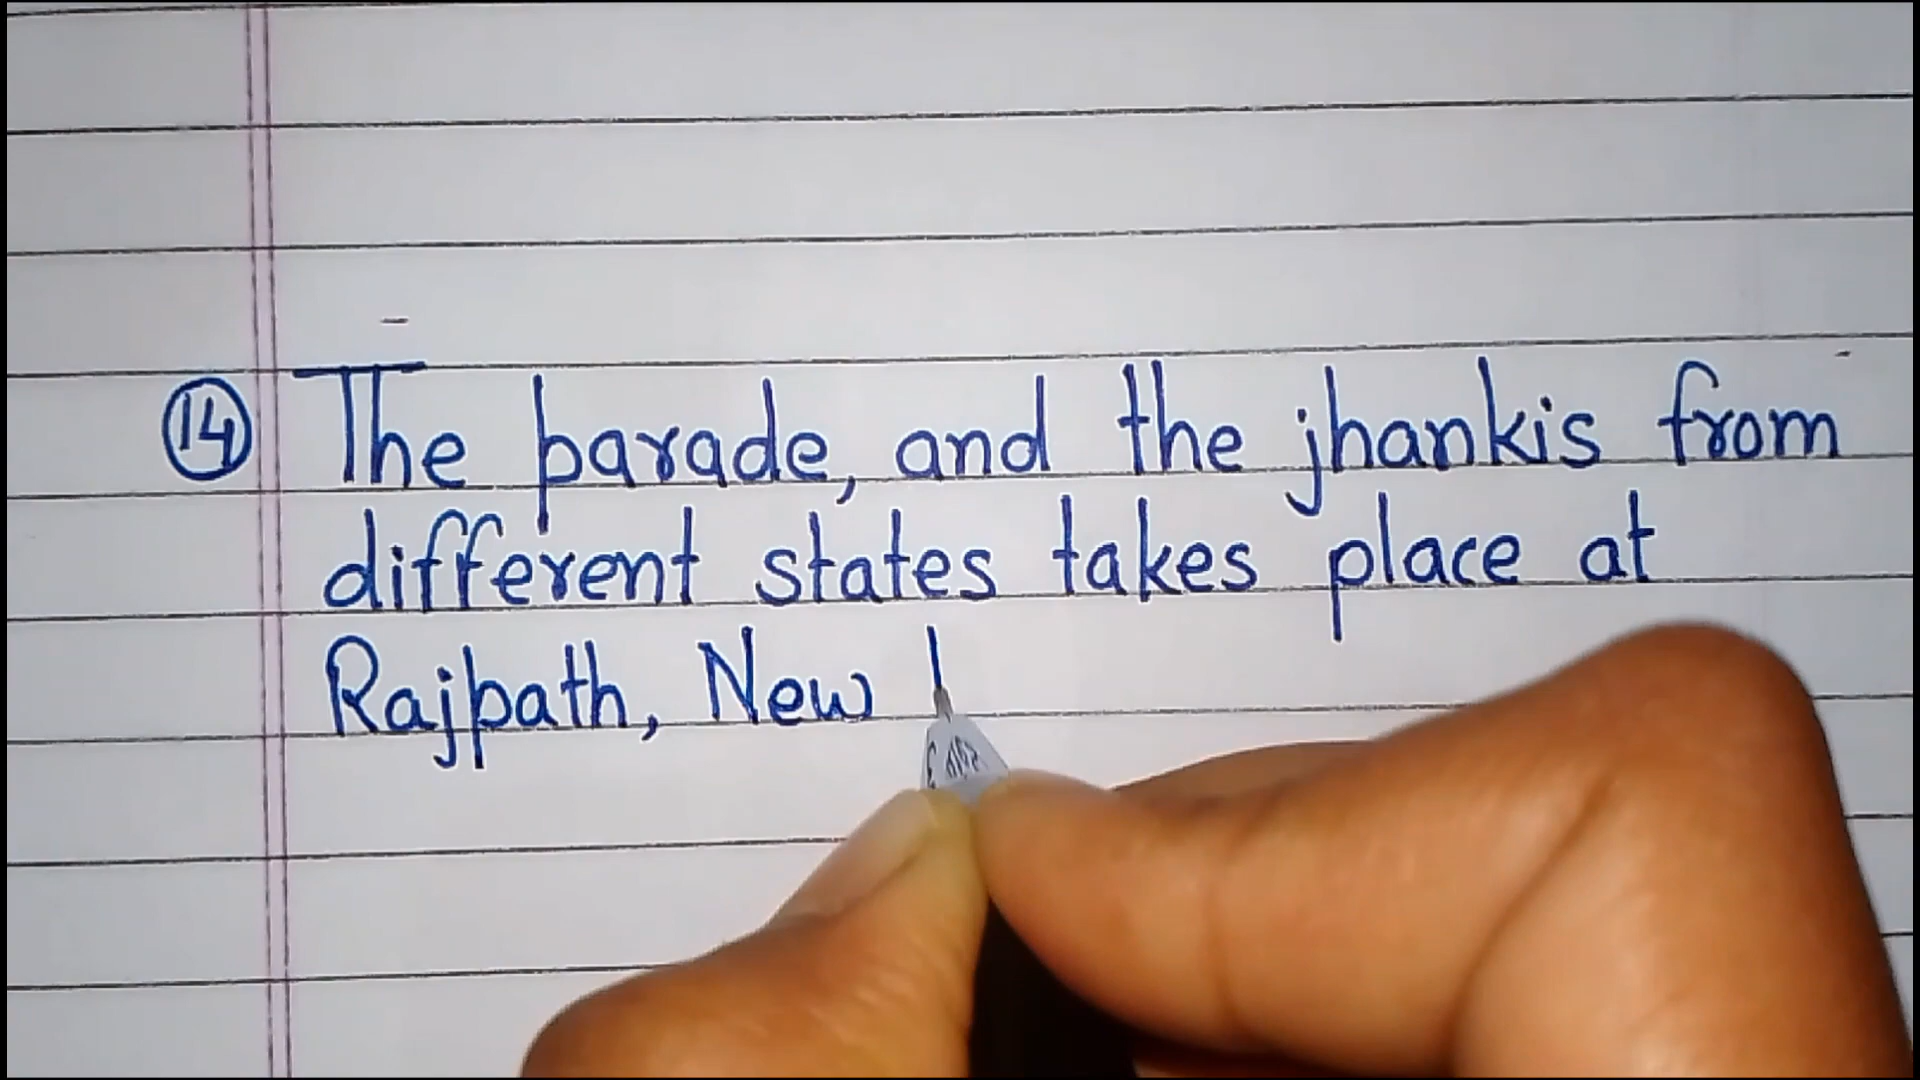 14 The parade, and the jhankis from
different states takes place at
Rajpath, New